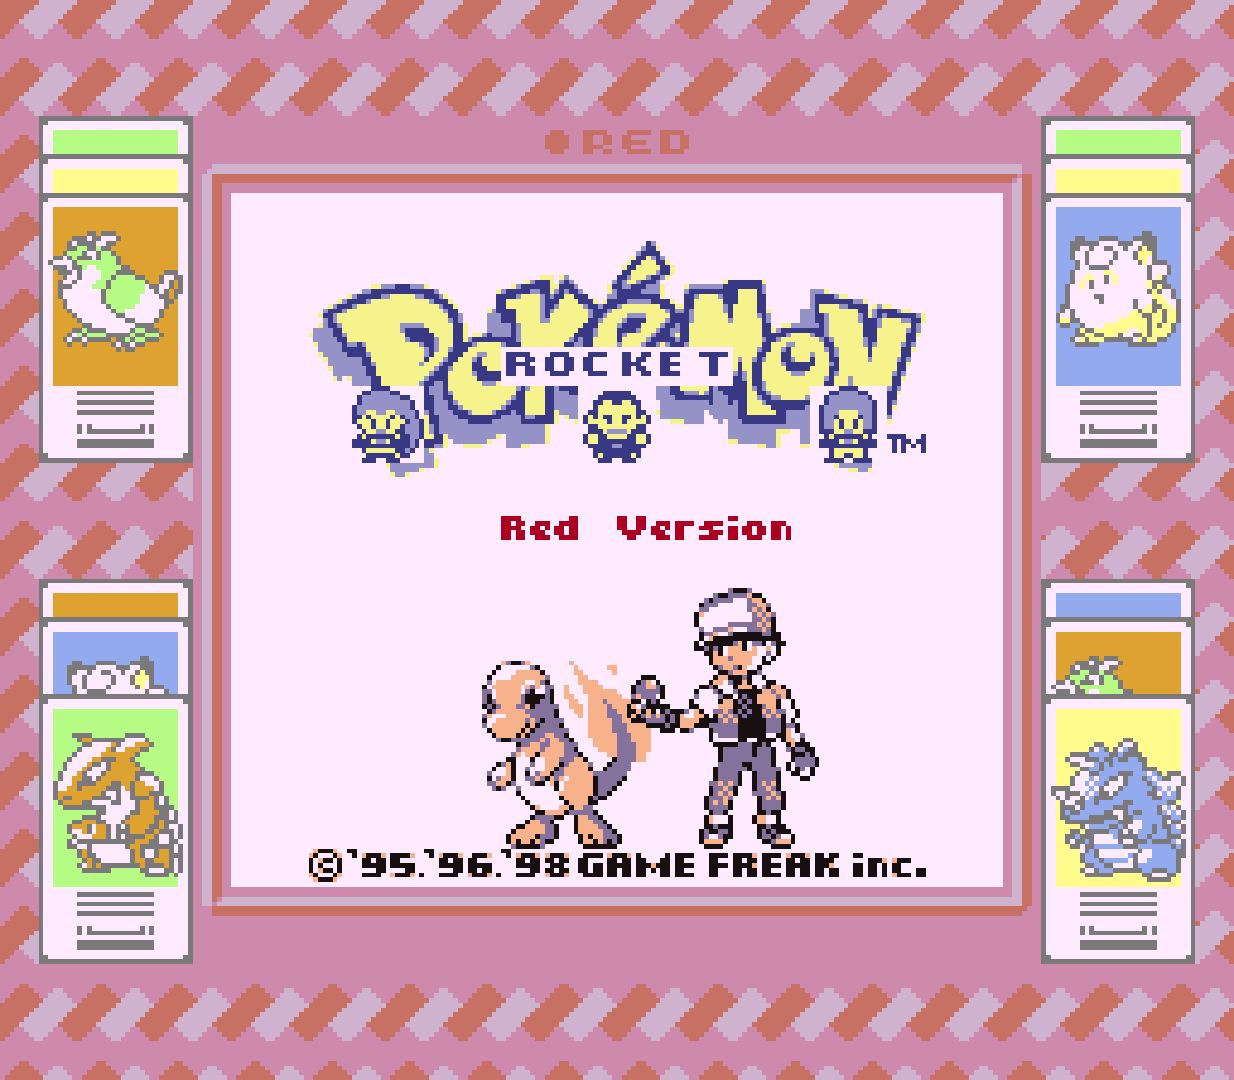 RED
POKéMON
ROCKET
TM
Red Version
©'95.'96.'98 GAME FREAK inc.